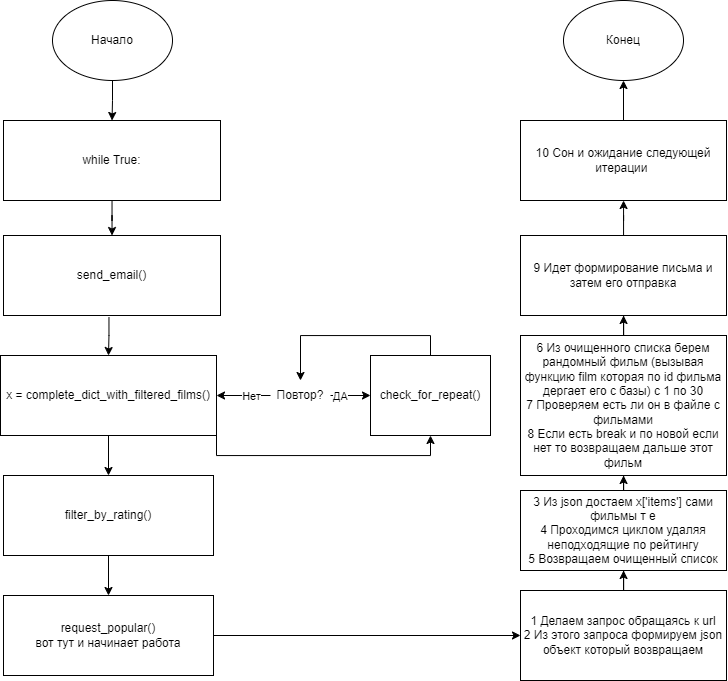 Начало
while True:
send_email()
x = complete_dict_with_filtered_films()
Нет
Повтор?
-ДА
check_for_repeat()
filter_by_rating()
request_popular()
вот тут и начинает работа
Конец
10 Сон и ожидание следующей
итерации
9 Идет формирование письма и
затем его отправка
6 Из очищенного списка берем
рандомный фильм (вызывая
функцию film которая по id фильма
дергает его с базы) с 1 по 30
7 Проверяем есть ли он в файле с
фильмами
8 Если есть break и по новой если
нет то возвращаем дальше этот
фильм
3 Из json достаем x['items'] сами
фильмы т е
4 Проходимся циклом удаляя
неподходящие по рейтингу
5 Возвращаем очищенный список
1 Делаем запрос обращаясь к url
2 Из этого запроса формируем json
объект который возвращаем